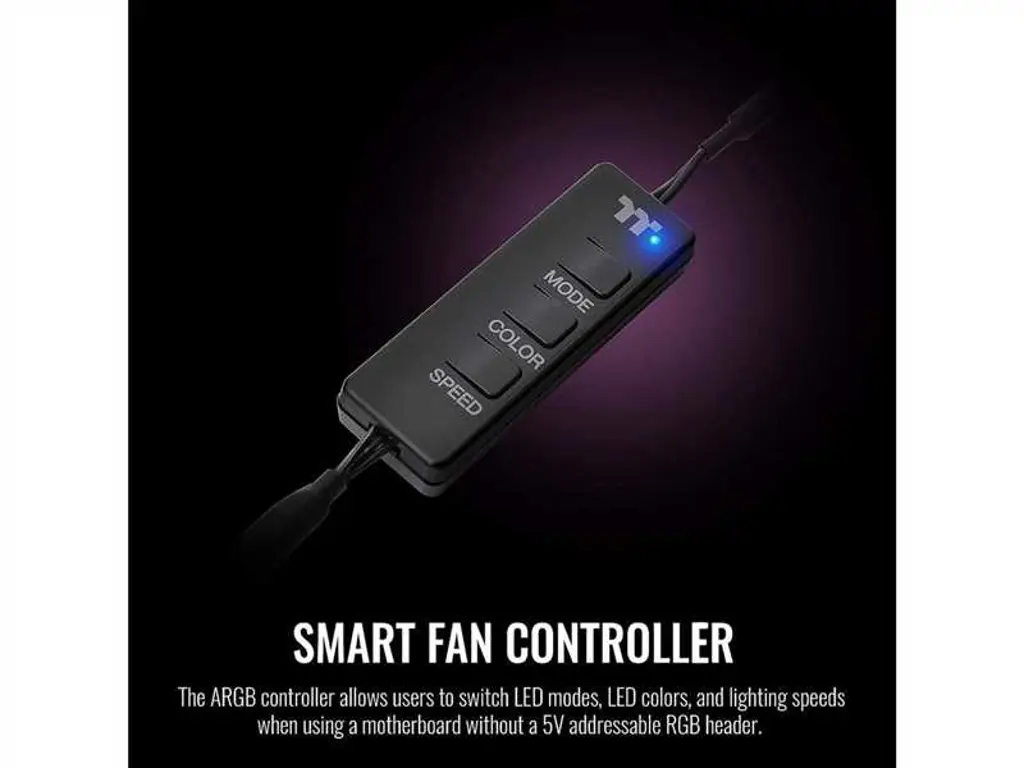 MODE
COLOR
SPEED
SMART FAN CONTROLLER
The ARGB controller allows users to switch LED modes, LED colors, and lighting speeds
when using a motherboard without a 5V addressable RGB header.